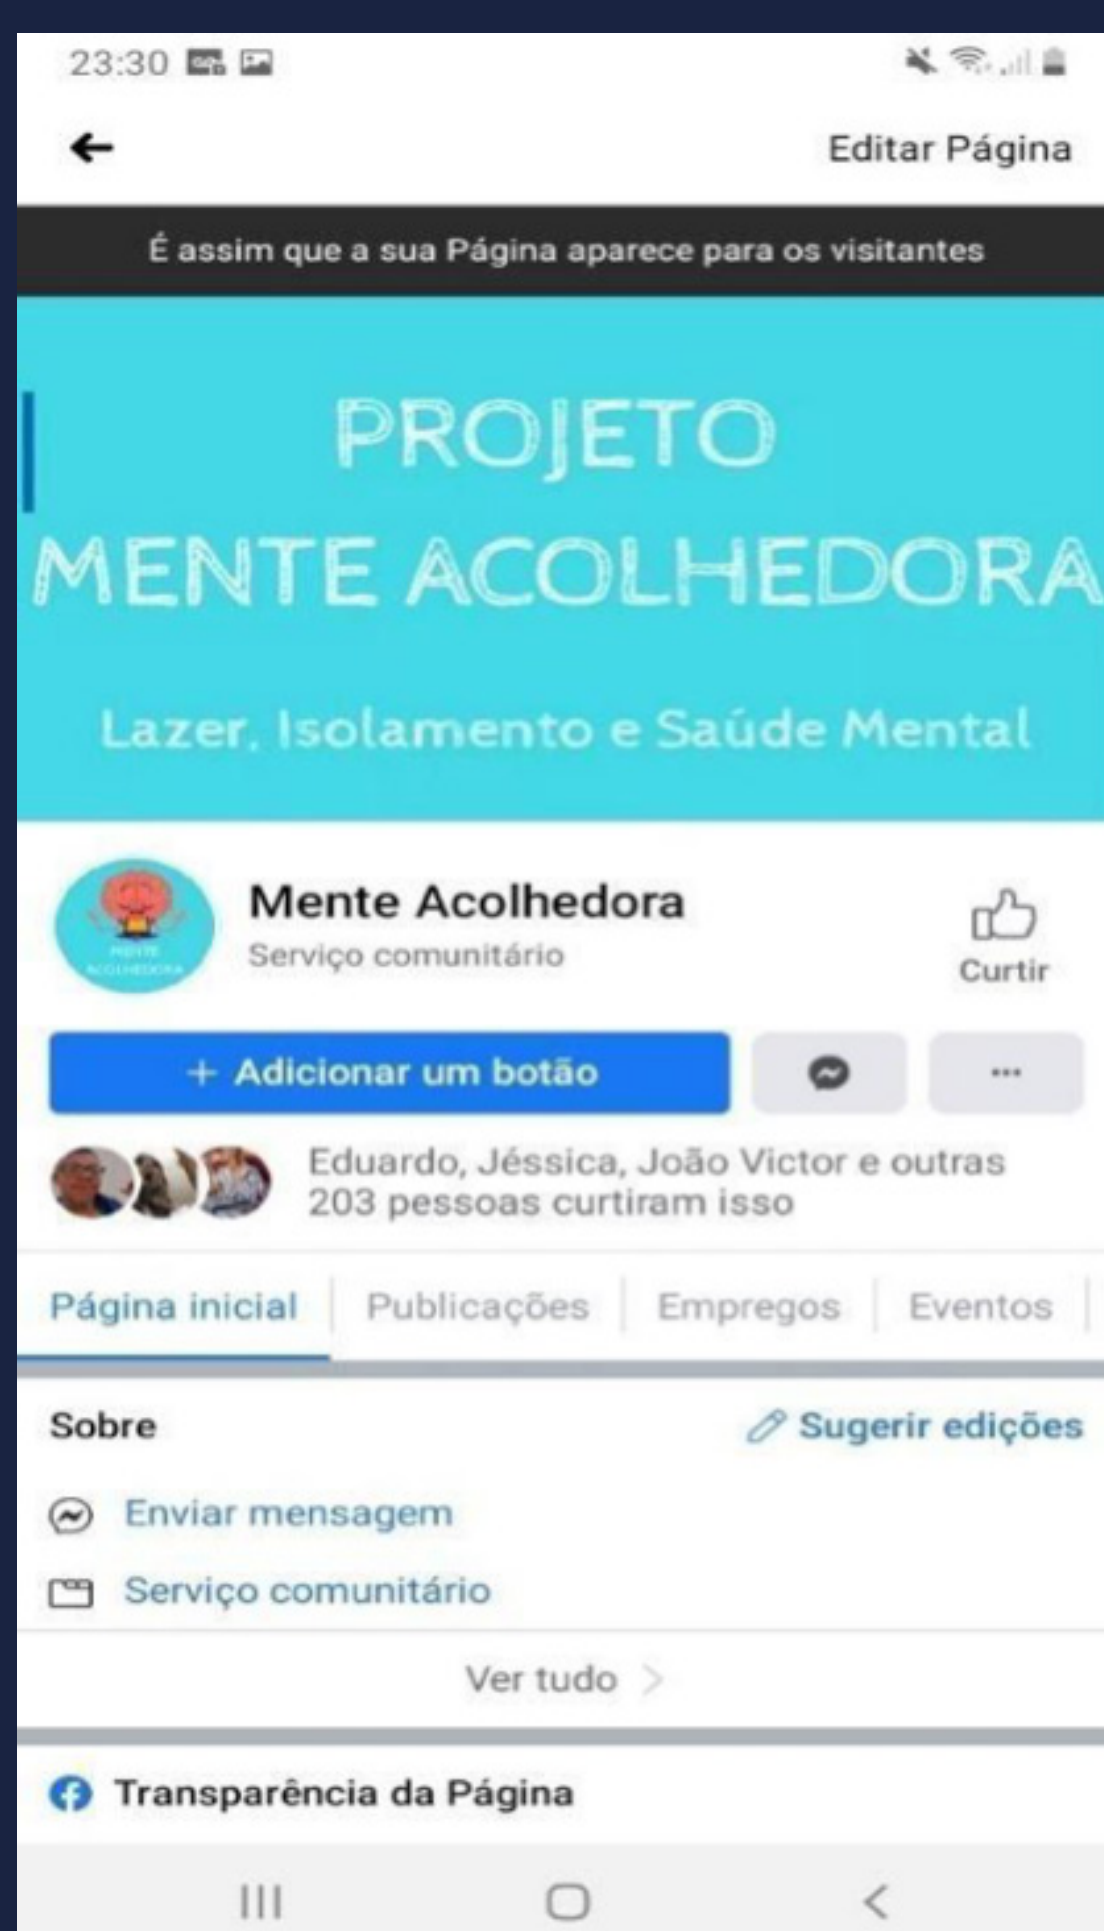 23:30
Editar Página
É assim que a sua Página aparece para os visitantes
PROJETO
MENTE ACOLHEDORA
Lazer, Isolamento e Saúde Mental
MENTE
ACOLHEDORA
Mente Acolhedora
Serviço comunitário
Curtir
+ Adicionar um botão
Eduardo, Jéssica, João Victor e outras
203 pessoas curtiram isso
Página inicial
Publicações
Empregos
Eventos
Sobre
Sugerir edições
Enviar mensagem
Serviço comunitário
Ver tudo >
Transparência da Página